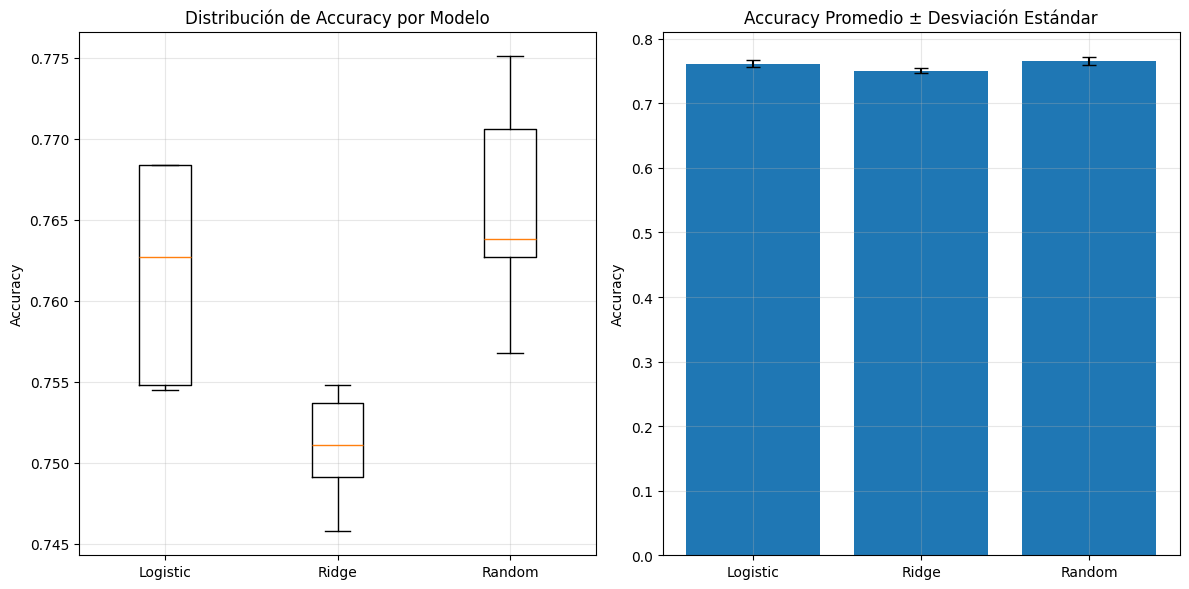 Distribución de Accuracy por Modelo
Accuracy
0.775
0.770
0.765
0.760
0.755
0.750
0.745
Logistic Ridge Random
Accuracy Promedio ± Desviación Estándar
Accuracy
0.8
0.7
0.6
0.5
0.4
0.3
0.2
0.1
0.0
Logistic Ridge Random